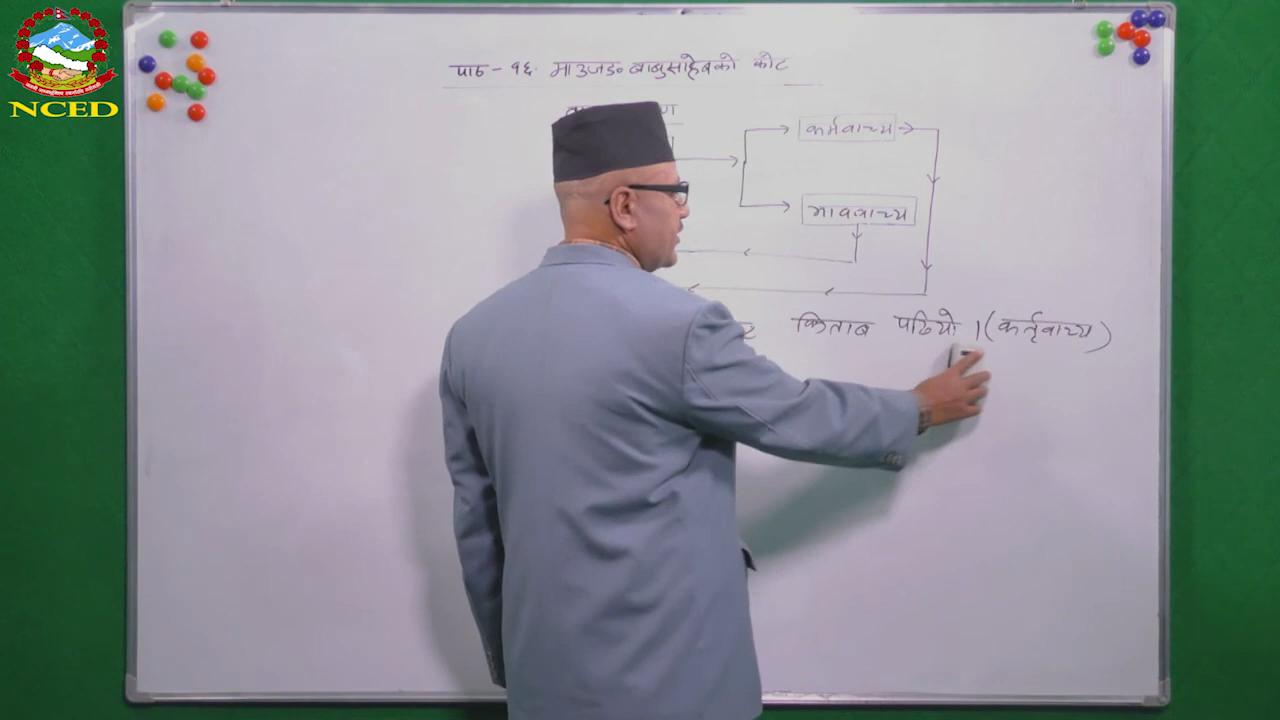 NCED
पाठ - १६. माउजङ बाबुसाहेबको कोट
कर्मवाच्य
भाववाच्य
किताब पढियो । (कर्तृवाच्य)